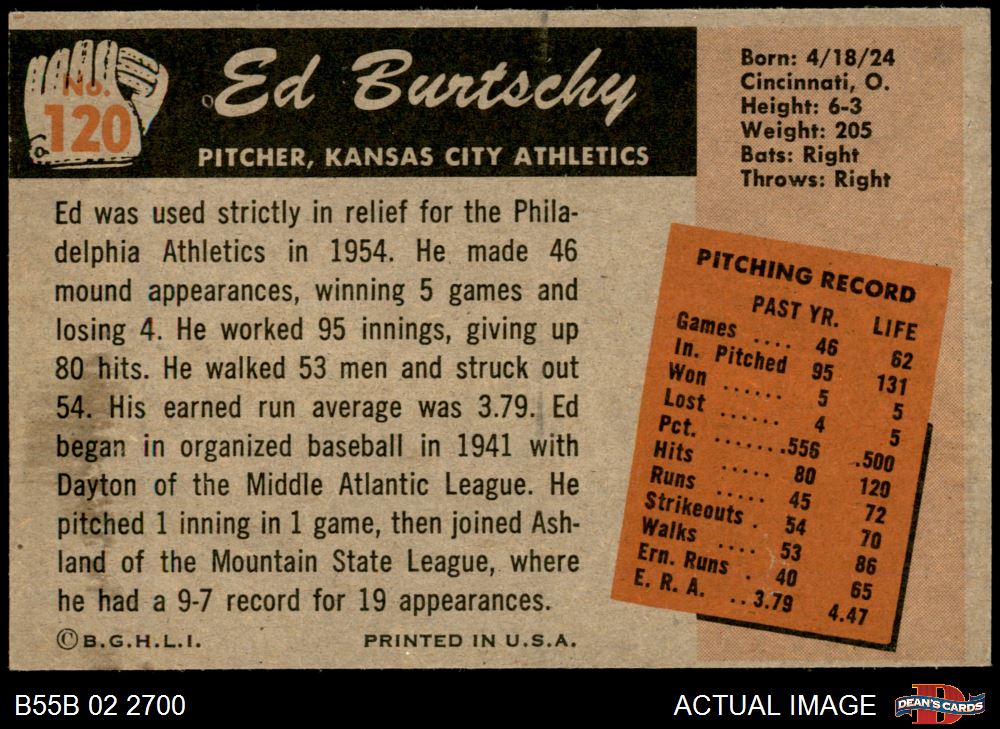 No.
120
Ed Burtschy
PITCHER, KANSAS CITY ATHLETICS
Born: 4/18/24
Cincinnati, O.
Height: 6-3
Weight: 205
Bats: Right
Throws: Right
Ed was used strictly in relief for the Phila-
delphia Athletics in 1954. He made 46
mound appearances, winning 5 games and
losing 4. He worked 95 innings, giving up
80 hits. He walked 53 men and struck out
54. His earned run average was 3.79. Ed
began in organized baseball in 1941 with
Dayton of the Middle Atlantic League. He
pitched 1 inning in 1 game, then joined Ash-
land of the Mountain State League, where
he had a 9-7 record for 19 appearances.
©B.G.H.L.I. PRINTED IN U.S.A.
PITCHING RECORD
PAST YR. LIFE
Games .... 46 62
In. Pitched 95 131
Won ...... 5 5
Lost ...... 4 5
Pct. ...... .556 .500
Hits ..... 80 120
Runs ..... 45 72
Strikeouts . 54 70
Walks .... 53 86
Ern. Runs . 40 65
E. R. A. .. 3.79 4.47
B55B 02 2700
ACTUAL IMAGE
D
DEAN'S CARDS